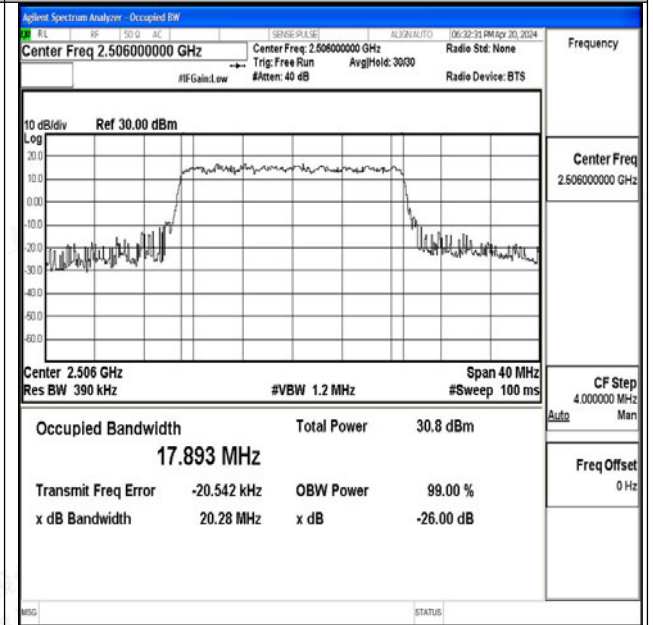 Agilent Spectrum Analyzer - Occupied BW
RL RF 50 Ω AC SENSE:PULSE ALIGN AUTO 06:32:31 PM Apr 20, 2024
Center Freq 2.506000000 GHz
Center Freq: 2.506000000 GHz
Radio Std: None
Trig: Free Run Avg|Hold: 30/30
#IFGain:Low #Atten: 40 dB Radio Device: BTS
Frequency
10 dB/div Ref 30.00 dBm
Log
20.0
10.0
0.00
-10.0
-20.0
-30.0
-40.0
-50.0
-60.0
Center 2.506 GHz Span 40 MHz
Res BW 390 kHz #VBW 1.2 MHz #Sweep 100 ms
Occupied Bandwidth Total Power 30.8 dBm
17.893 MHz
Transmit Freq Error -20.542 kHz OBW Power 99.00 %
x dB Bandwidth 20.28 MHz x dB -26.00 dB
Center Freq
2.506000000 GHz
CF Step
4.000000 MHz
Auto Man
Freq Offset
0 Hz
MSG STATUS